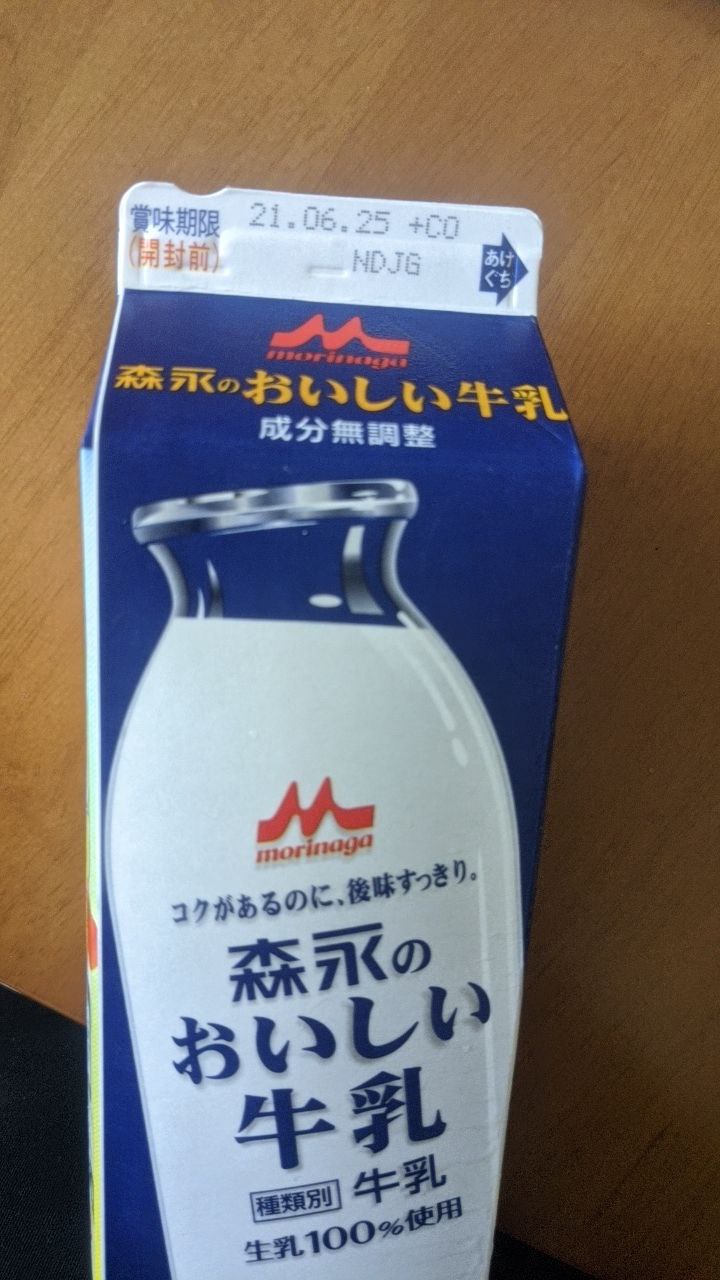 賞味期限 21.06.25 +CO
(開封前) NDJG
あけ
ぐち
morinaga
森永のおいしい牛乳
成分無調整
morinaga
コクがあるのに、後味すっきり。
森永の
おいしい
牛乳
種類別 牛乳
生乳100%使用